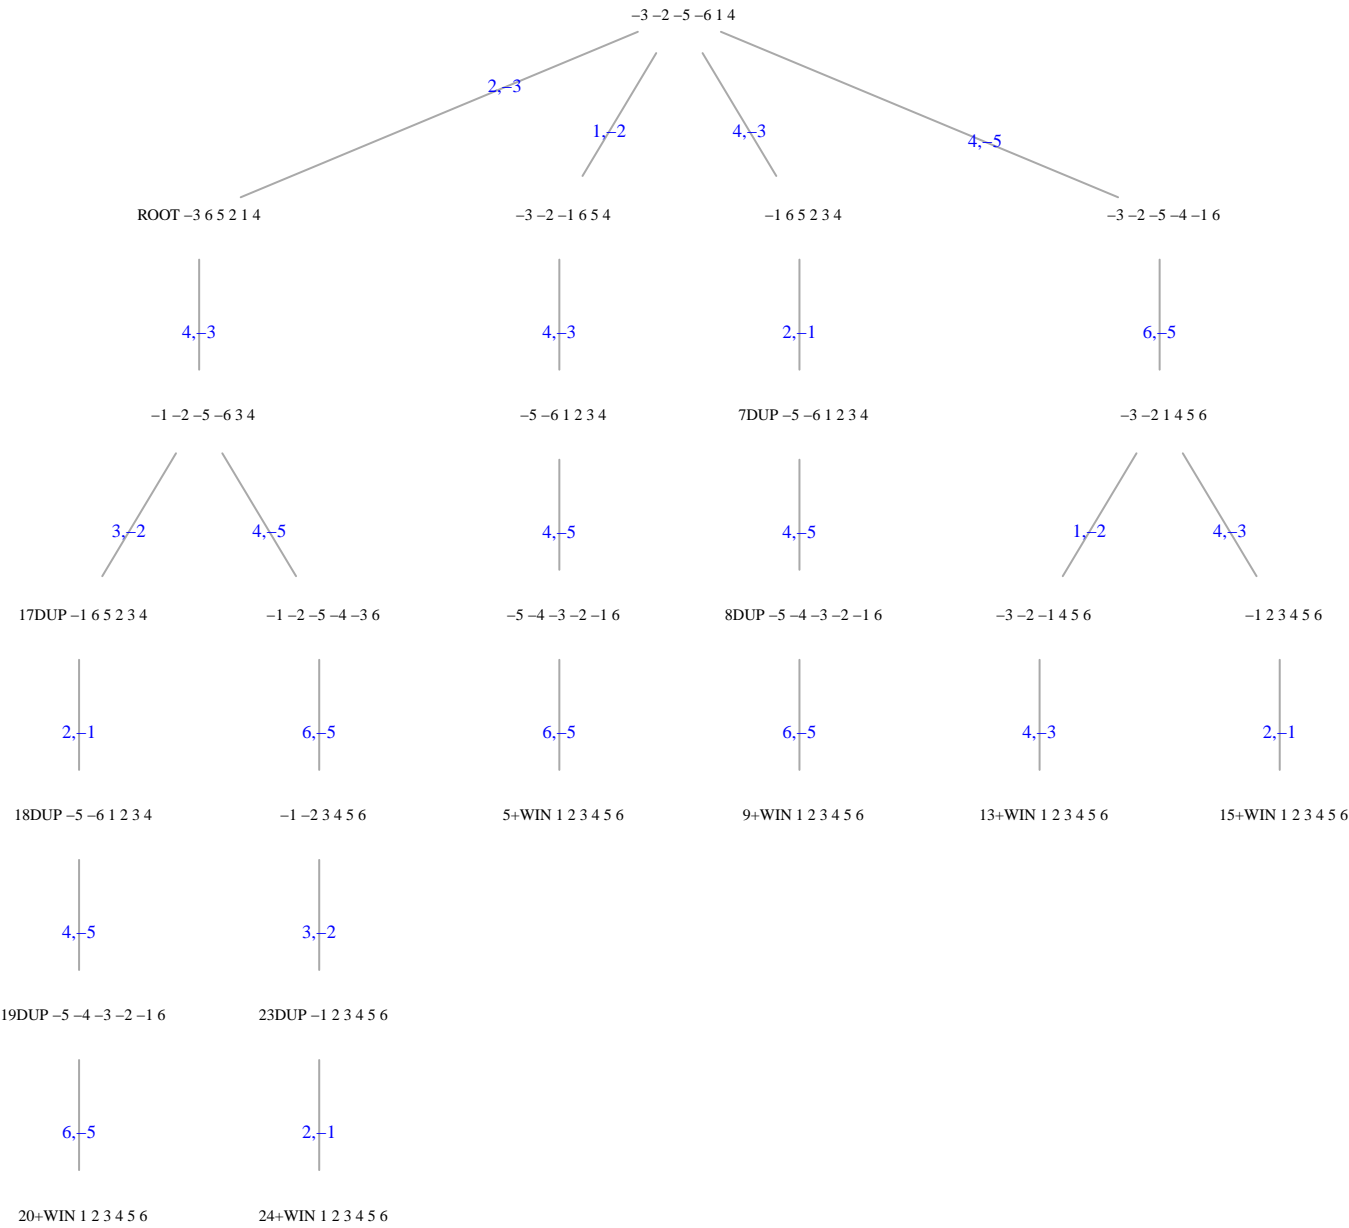 −3 −2 −5 −6 1 4
2,−3
1,−2
4,−3
4,−5
ROOT −3 6 5 2 1 4
−3 −2 −1 6 5 4
−1 6 5 2 3 4
−3 −2 −5 −4 −1 6
4,−3
4,−3
2,−1
6,−5
−1 −2 −5 −6 3 4
−5 −6 1 2 3 4
7DUP −5 −6 1 2 3 4
−3 −2 1 4 5 6
3,−2
4,−5
4,−5
4,−5
1,−2
4,−3
17DUP −1 6 5 2 3 4
−1 −2 −5 −4 −3 6
−5 −4 −3 −2 −1 6
8DUP −5 −4 −3 −2 −1 6
−3 −2 −1 4 5 6
−1 2 3 4 5 6
2,−1
6,−5
6,−5
6,−5
4,−3
2,−1
18DUP −5 −6 1 2 3 4
−1 −2 3 4 5 6
5+WIN 1 2 3 4 5 6
9+WIN 1 2 3 4 5 6
13+WIN 1 2 3 4 5 6
15+WIN 1 2 3 4 5 6
4,−5
3,−2
19DUP −5 −4 −3 −2 −1 6
23DUP −1 2 3 4 5 6
6,−5
2,−1
20+WIN 1 2 3 4 5 6
24+WIN 1 2 3 4 5 6